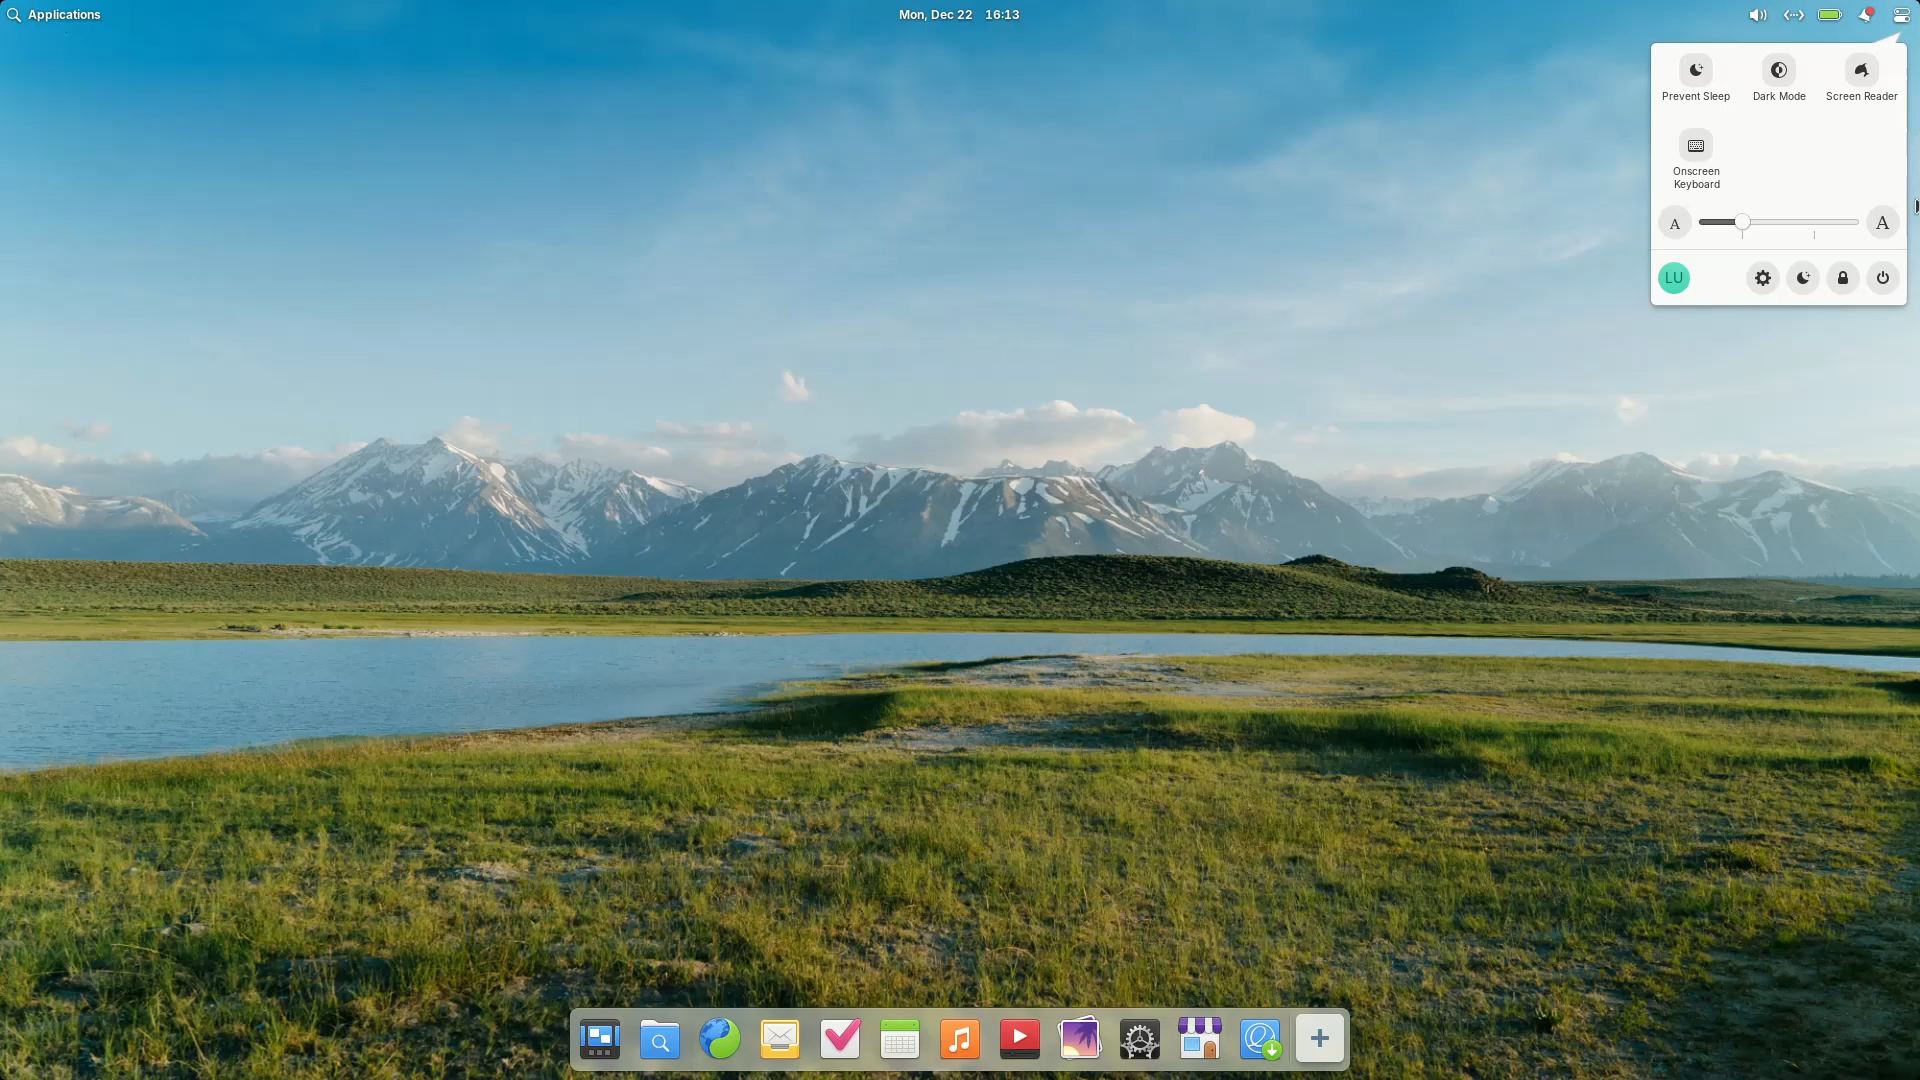 Applications
Mon, Dec 22 16:13
Prevent Sleep
Dark Mode
Screen Reader
Onscreen
Keyboard
A
A
LU